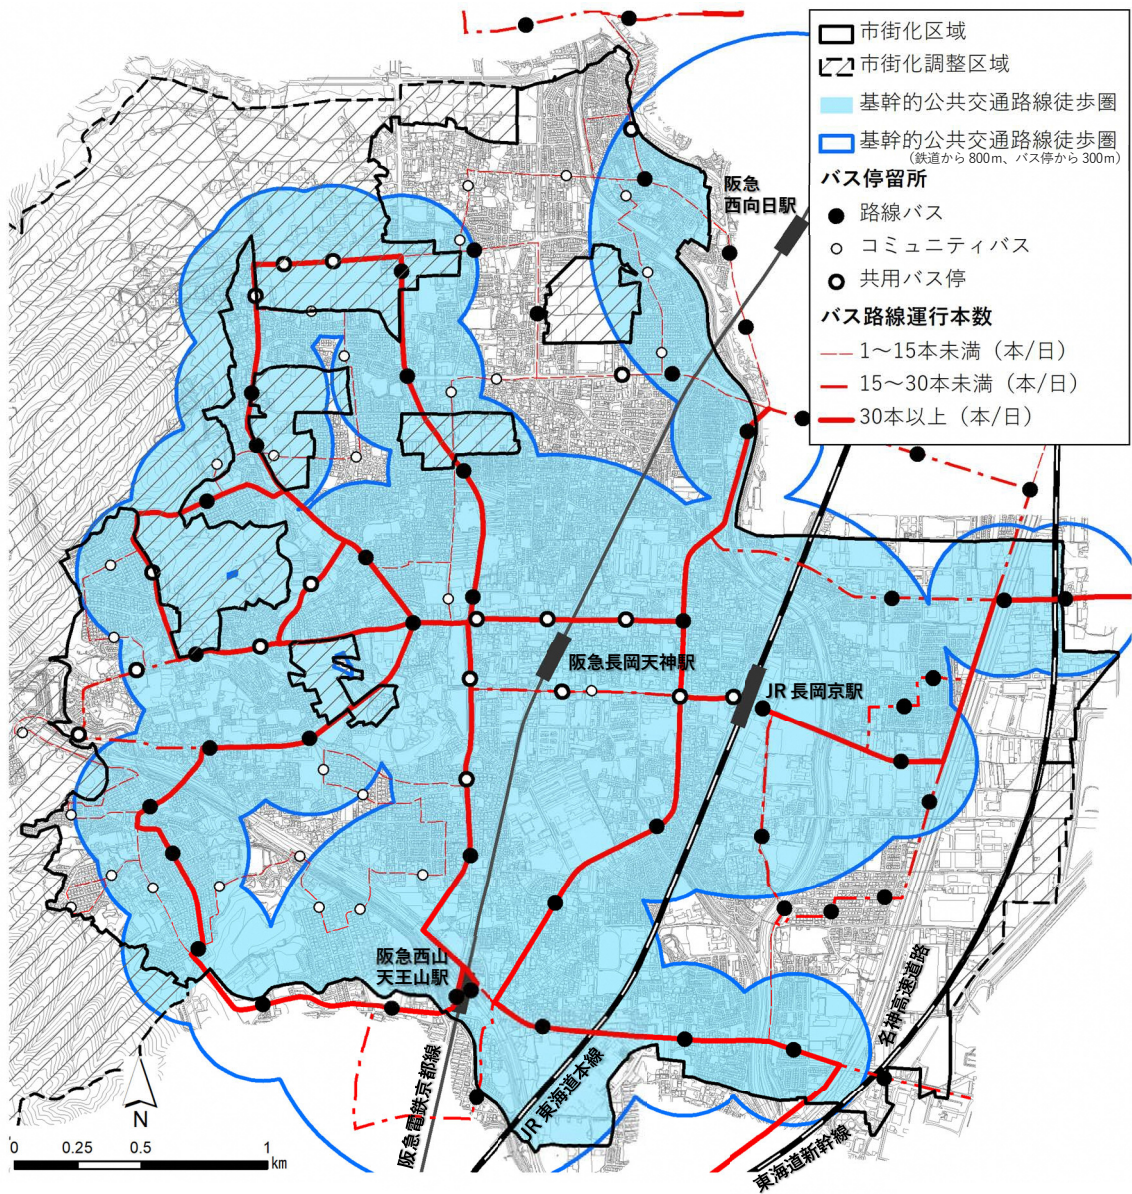 市街化区域
市街化調整区域
基幹的公共交通路線徒歩圏
基幹的公共交通路線徒歩圏
(鉄道から800m、バス停から300m)
バス停留所
路線バス
コミュニティバス
共用バス停
バス路線運行本数
1～15本未満（本/日）
15～30本未満（本/日）
30本以上（本/日）
阪急
西向日駅
阪急長岡天神駅
JR 長岡京駅
阪急西山
天王山駅
名神高速道路
阪急電鉄京都線
JR 東海道本線
東海道新幹線
N
0 0.25 0.5 1
km